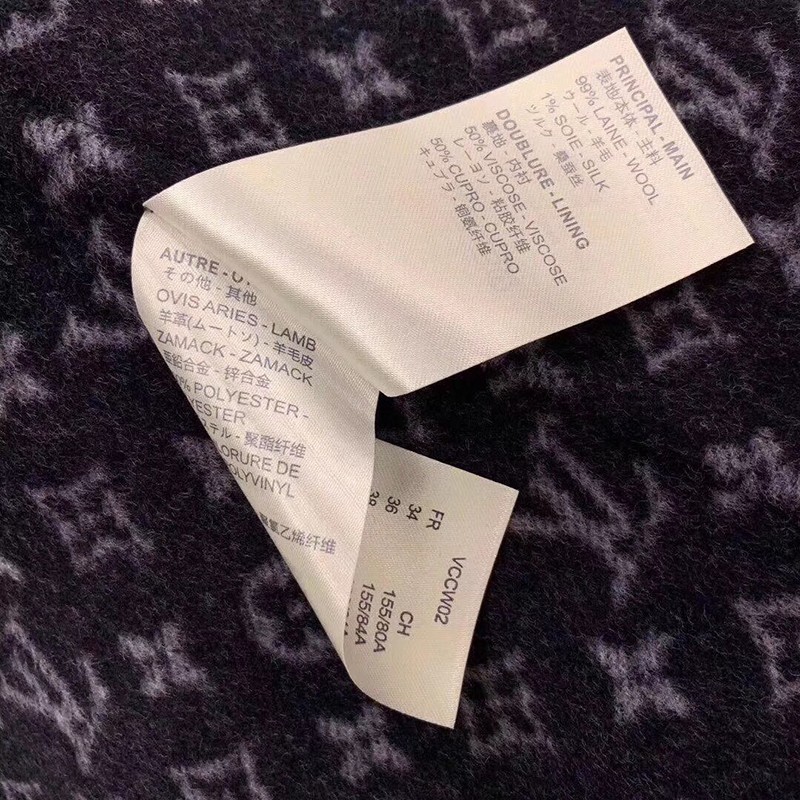 PRINCIPAL - MAIN
表地本体 - 主料
99% LAINE - WOOL
ウール - 羊毛
1% SOIE - SILK
シルク - 桑蚕丝
DOUBLURE - LINING
裏地 - 内衬
50% VISCOSE - VISCOSE
レーヨン - 粘胶纤维
50% CUPRO - CUPRO
キュプラ - 铜氨纤维
AUTRE - O
その他 - 其他
OVIS ARIES - LAMB
羊革(ムートン) - 羊毛皮
ZAMACK - ZAMACK
亜鉛合金 - 锌合金
% POLYESTER -
YESTER
テル - 聚酯纤维
ORURE DE
OLYVINYL
氯乙烯纤维
VCCW02
FR CH
34 155/80A
36 155/84A
38